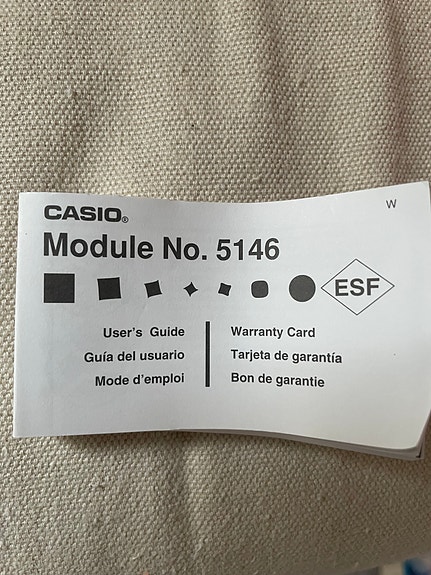 W
CASIO®
Module No. 5146
ESF
User's Guide
Guía del usuario
Mode d'emploi
Warranty Card
Tarjeta de garantía
Bon de garantie